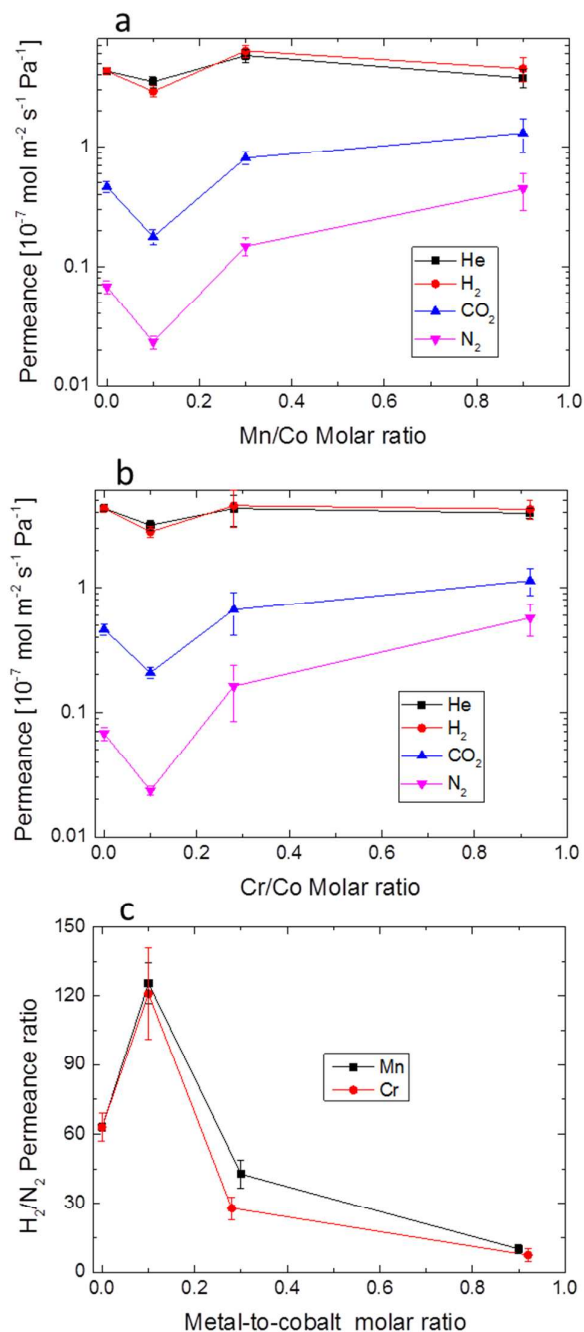 a
Permeance [10⁻⁷ mol m⁻² s⁻¹ Pa⁻¹]
1
0.1
0.01
He
H₂
CO₂
N₂
0.0 0.2 0.4 0.6 0.8 1.0
Mn/Co Molar ratio
b
Permeance [10⁻⁷ mol m⁻² s⁻¹ Pa⁻¹]
1
0.1
0.01
He
H₂
CO₂
N₂
0.0 0.2 0.4 0.6 0.8 1.0
Cr/Co Molar ratio
c
H₂/N₂ Permeance ratio
150
120
90
60
30
0
Mn
Cr
0.0 0.2 0.4 0.6 0.8 1.0
Metal-to-cobalt molar ratio